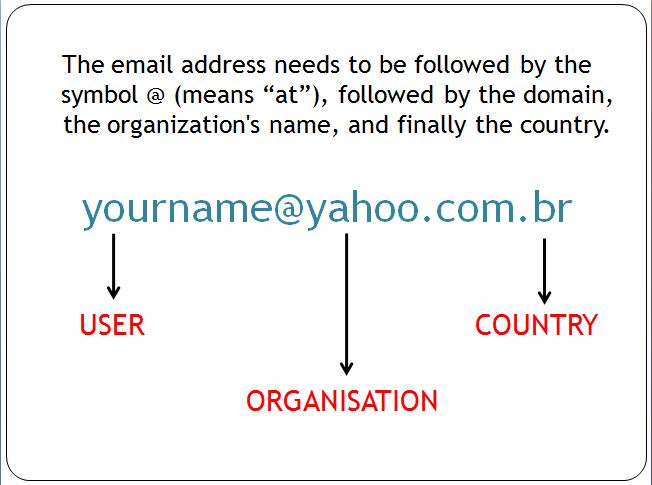 The email address needs to be followed by the
symbol @ (means “at”), followed by the domain,
the organization's name, and finally the country.
yourname@yahoo.com.br
USER
COUNTRY
ORGANISATION